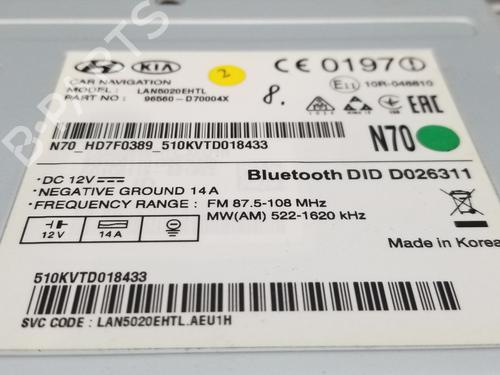 KIA
CAR NAVIGATION
MODEL : LAN5020EHTL
PART NO : 96560-D70004X
2
8.
CE 0197
E11 10R-048810
EAC
N70_HD7F0389_510KVTD018433
N70
Bluetooth DID D026311
• DC 12V
• NEGATIVE GROUND 14A
• FREQUENCY RANGE : FM 87.5-108 MHz
MW(AM) 522-1620 kHz
12V 14A
Made in Korea
510KVTD018433
SVC CODE : LAN5020EHTL.AEU1H
B-PARTS